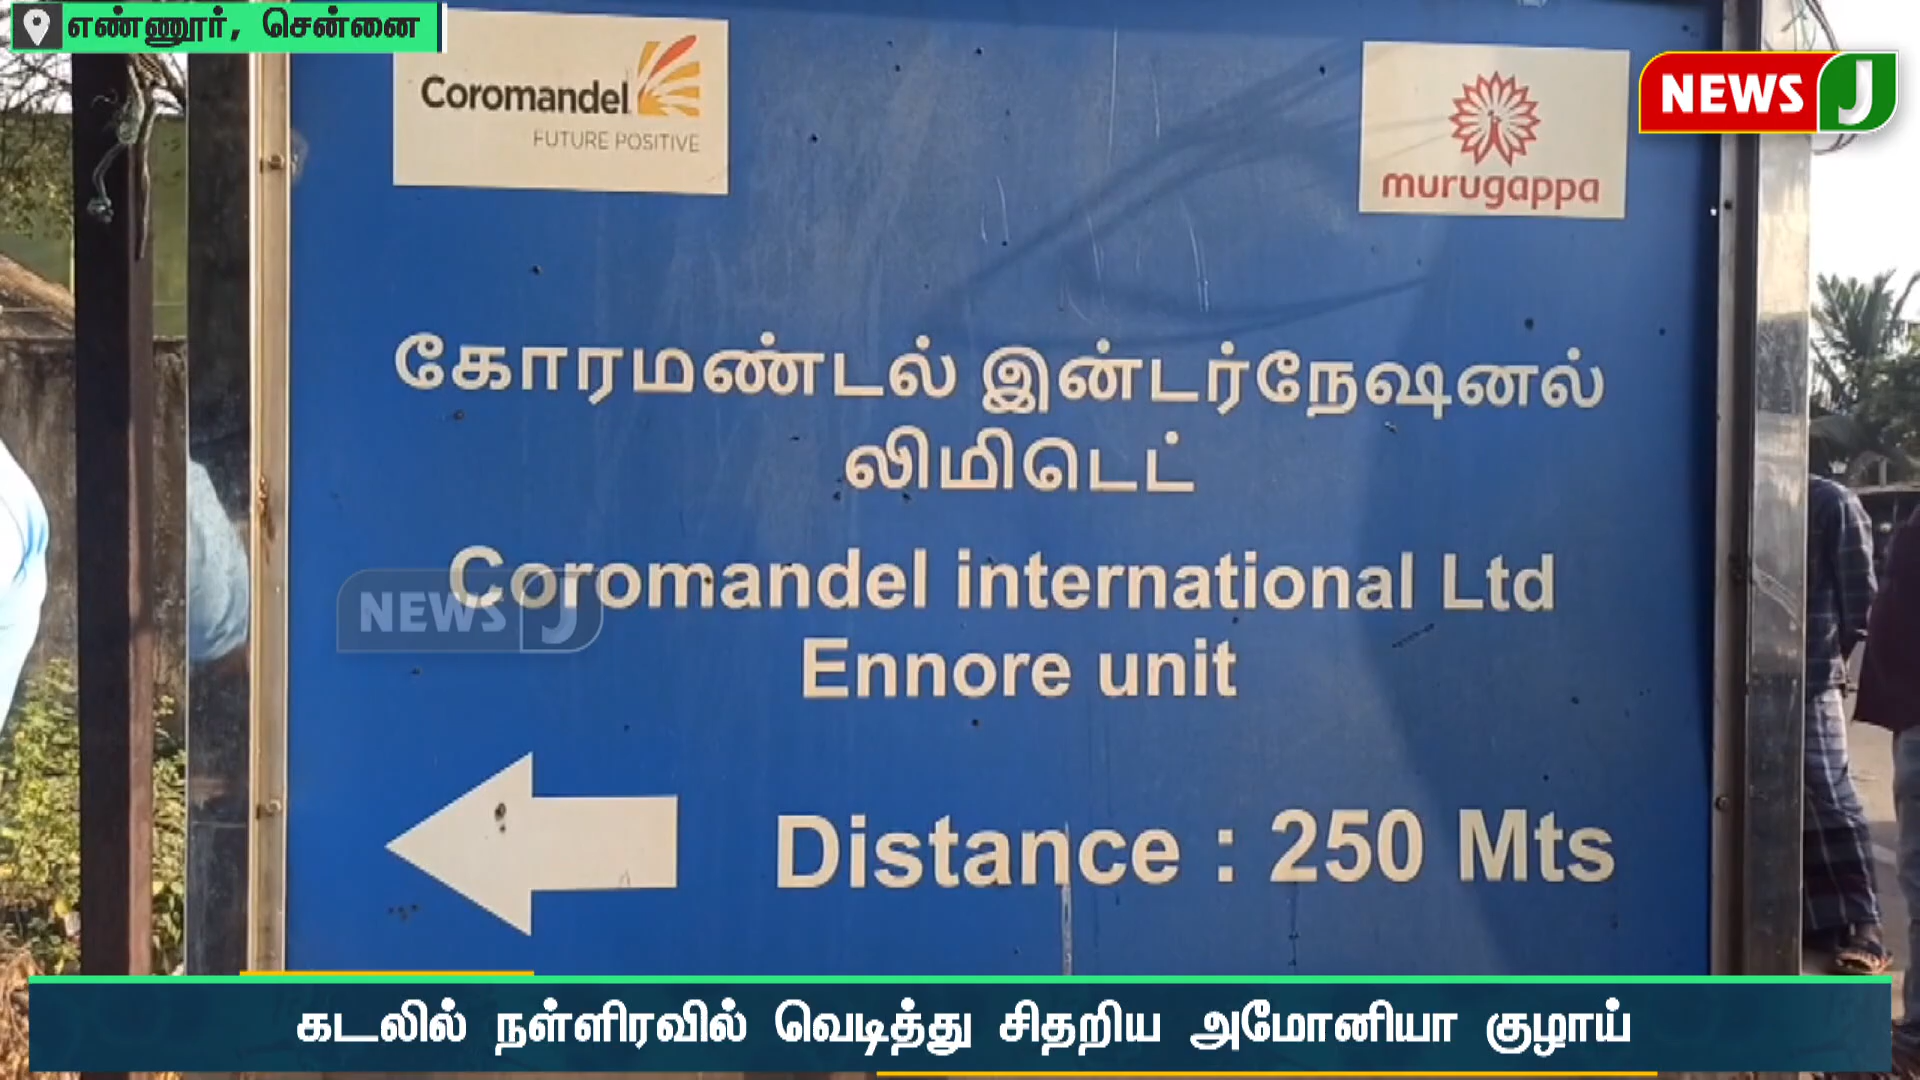 எண்ணூர், சென்னை
Coromandel
FUTURE POSITIVE
murugappa
NEWS J
கோரமண்டல் இன்டர்நேஷனல்
லிமிடெட்
Coromandel international Ltd
NEWS J
Ennore unit
Distance : 250 Mts
கடலில் நள்ளிரவில் வெடித்து சிதறிய அமோனியா குழாய்